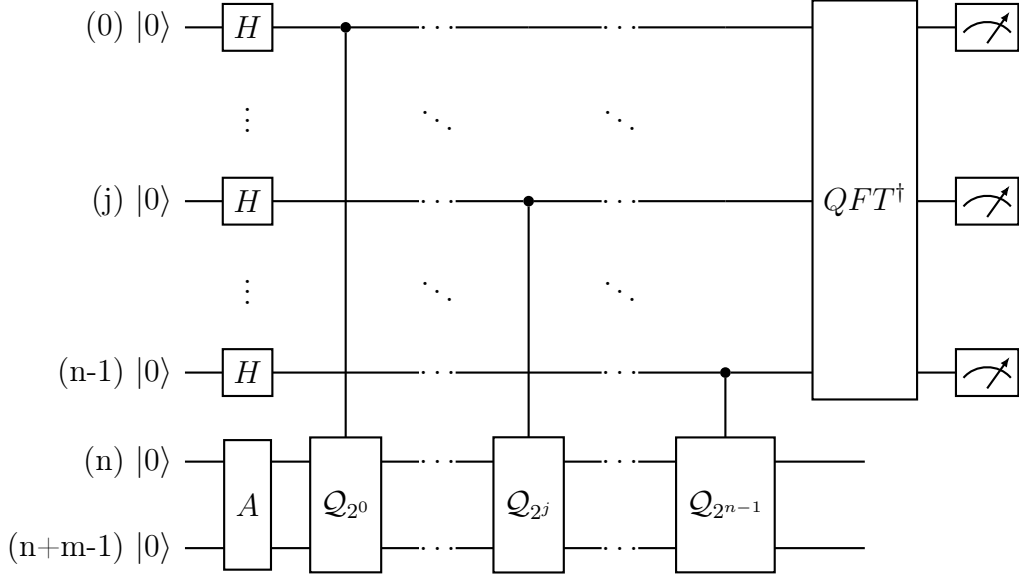 (0) |0⟩ H ··· ···
⋮ ⋱ ⋱
(j) |0⟩ H ··· QFT†
⋮ ⋱ ⋱
(n-1) |0⟩ H ··· ···
(n) |0⟩ ··· ···
A 𝒬_{2^0} 𝒬_{2^j} 𝒬_{2^{n-1}}
(n+m-1) |0⟩ ··· ···